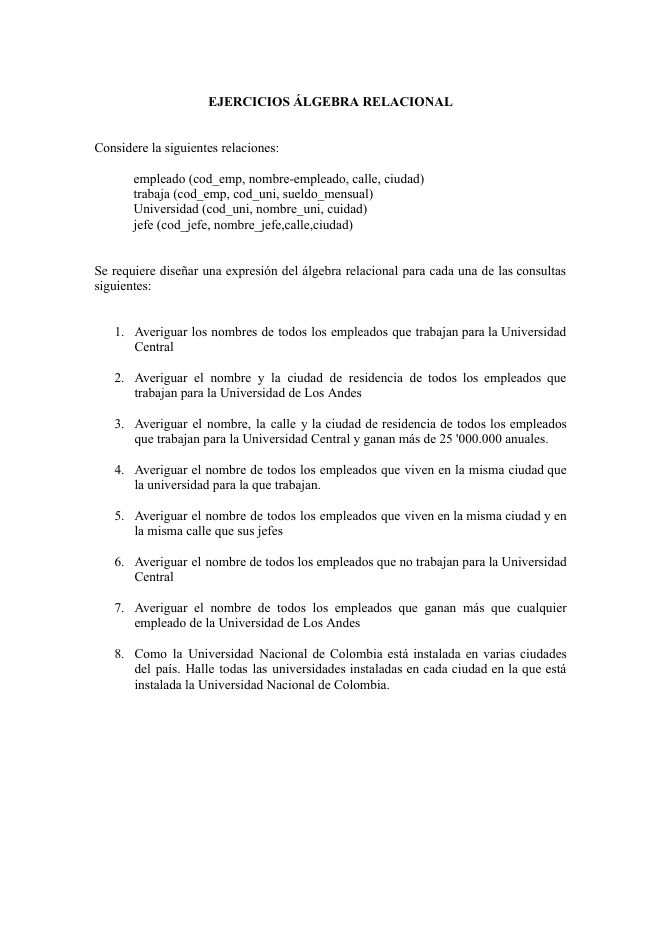 EJERCICIOS ÁLGEBRA RELACIONAL
Considere la siguientes relaciones:
empleado (cod_emp, nombre-empleado, calle, ciudad)
trabaja (cod_emp, cod_uni, sueldo_mensual)
Universidad (cod_uni, nombre_uni, cuidad)
jefe (cod_jefe, nombre_jefe,calle,ciudad)
Se requiere diseñar una expresión del álgebra relacional para cada una de las consultas
siguientes:
1. Averiguar los nombres de todos los empleados que trabajan para la Universidad
Central
2. Averiguar el nombre y la ciudad de residencia de todos los empleados que
trabajan para la Universidad de Los Andes
3. Averiguar el nombre, la calle y la ciudad de residencia de todos los empleados
que trabajan para la Universidad Central y ganan más de 25 '000.000 anuales.
4. Averiguar el nombre de todos los empleados que viven en la misma ciudad que
la universidad para la que trabajan.
5. Averiguar el nombre de todos los empleados que viven en la misma ciudad y en
la misma calle que sus jefes
6. Averiguar el nombre de todos los empleados que no trabajan para la Universidad
Central
7. Averiguar el nombre de todos los empleados que ganan más que cualquier
empleado de la Universidad de Los Andes
8. Como la Universidad Nacional de Colombia está instalada en varias ciudades
del país. Halle todas las universidades instaladas en cada ciudad en la que está
instalada la Universidad Nacional de Colombia.